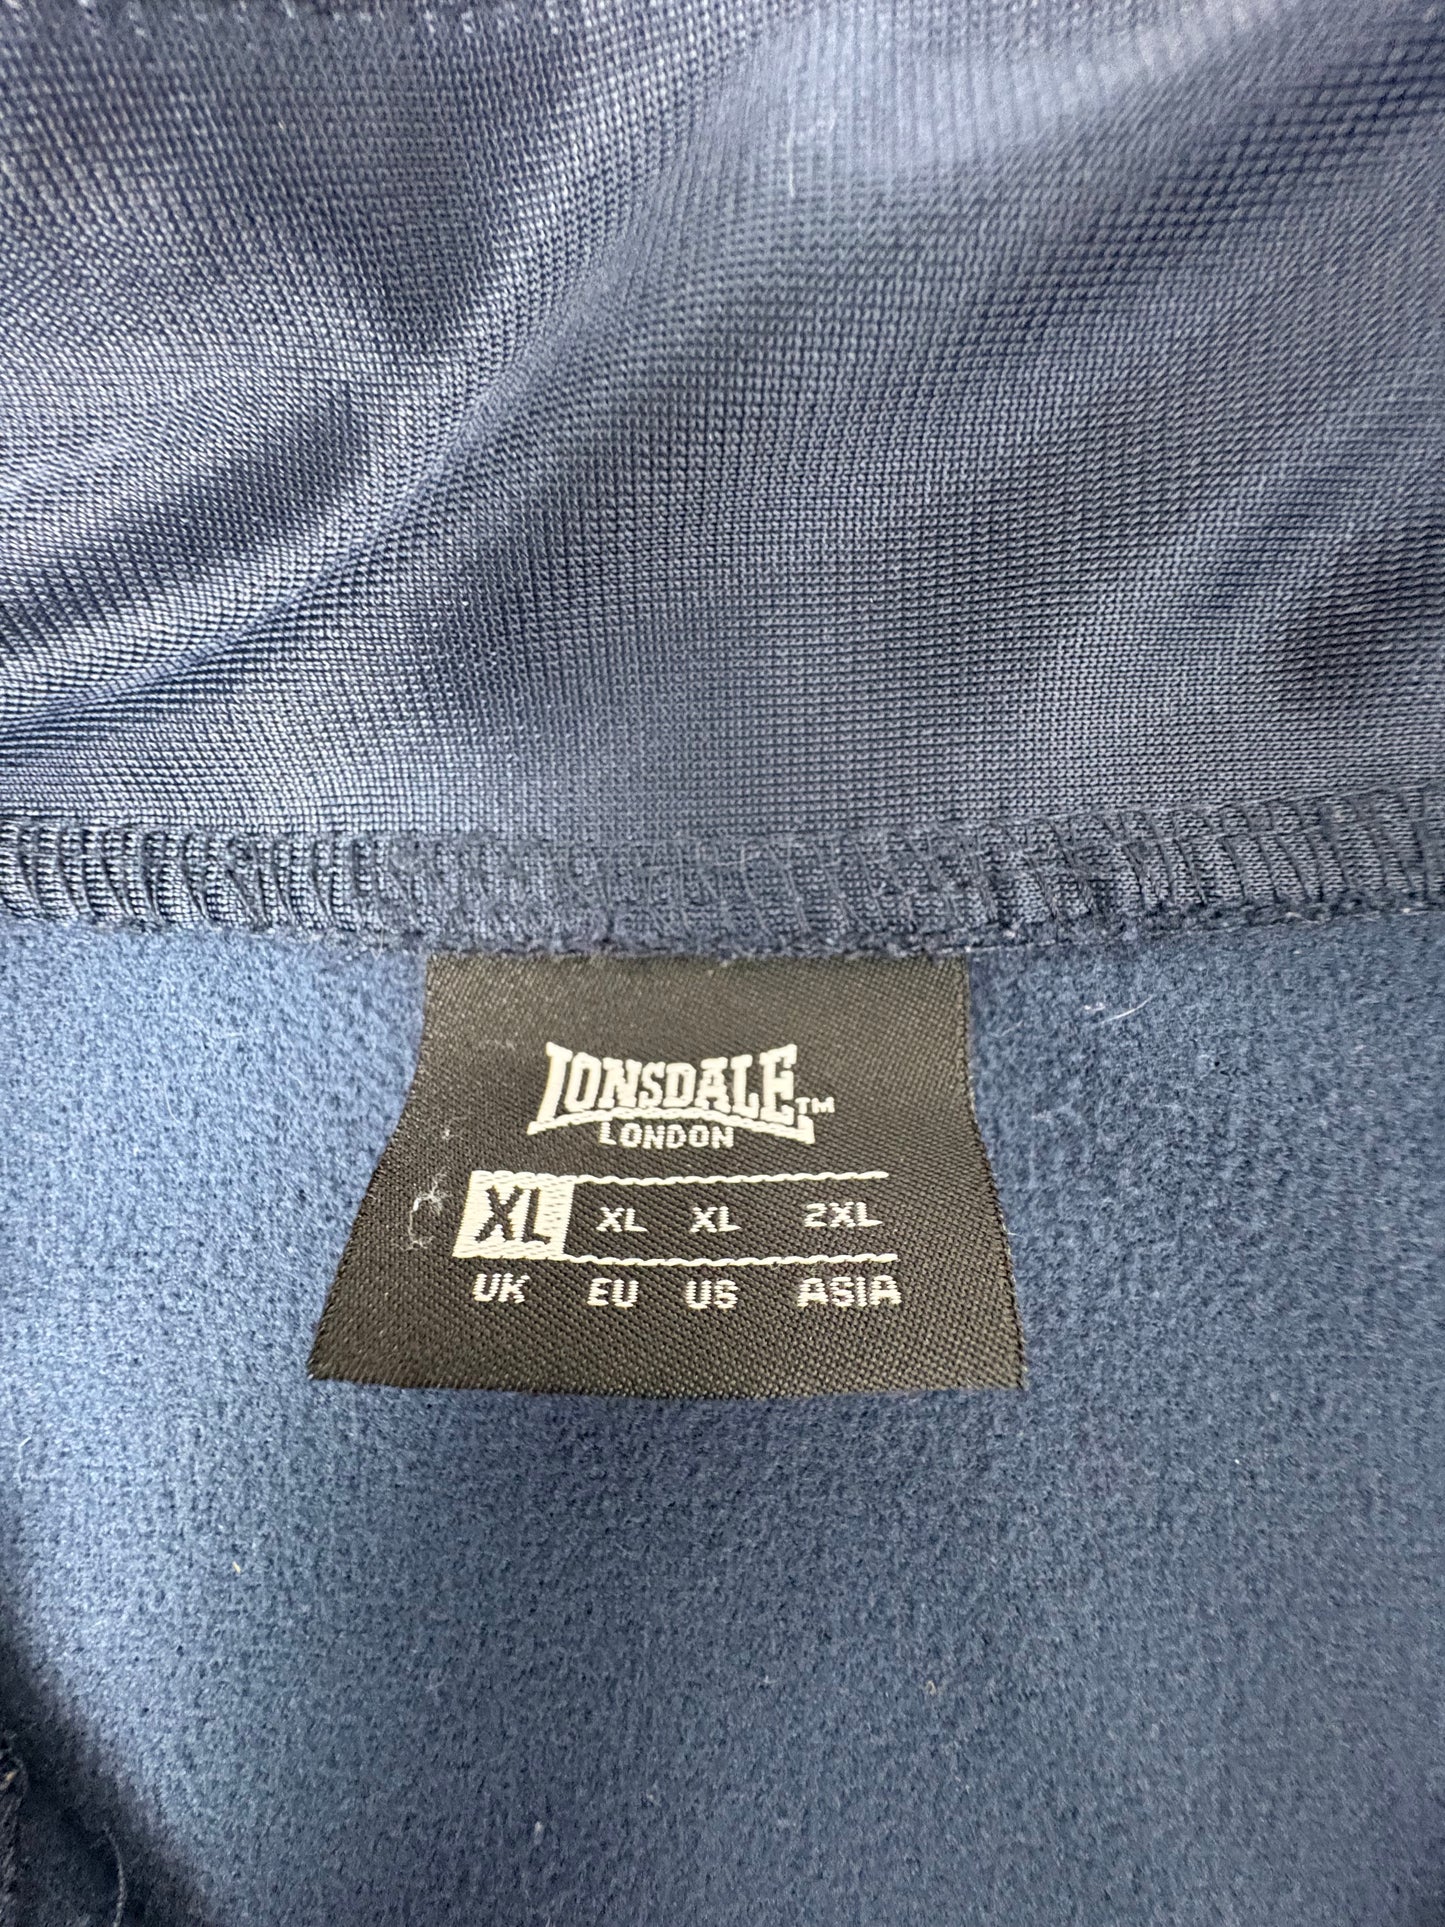 LONSDALE™
LONDON
XL XL XL 2XL
UK EU US ASIA